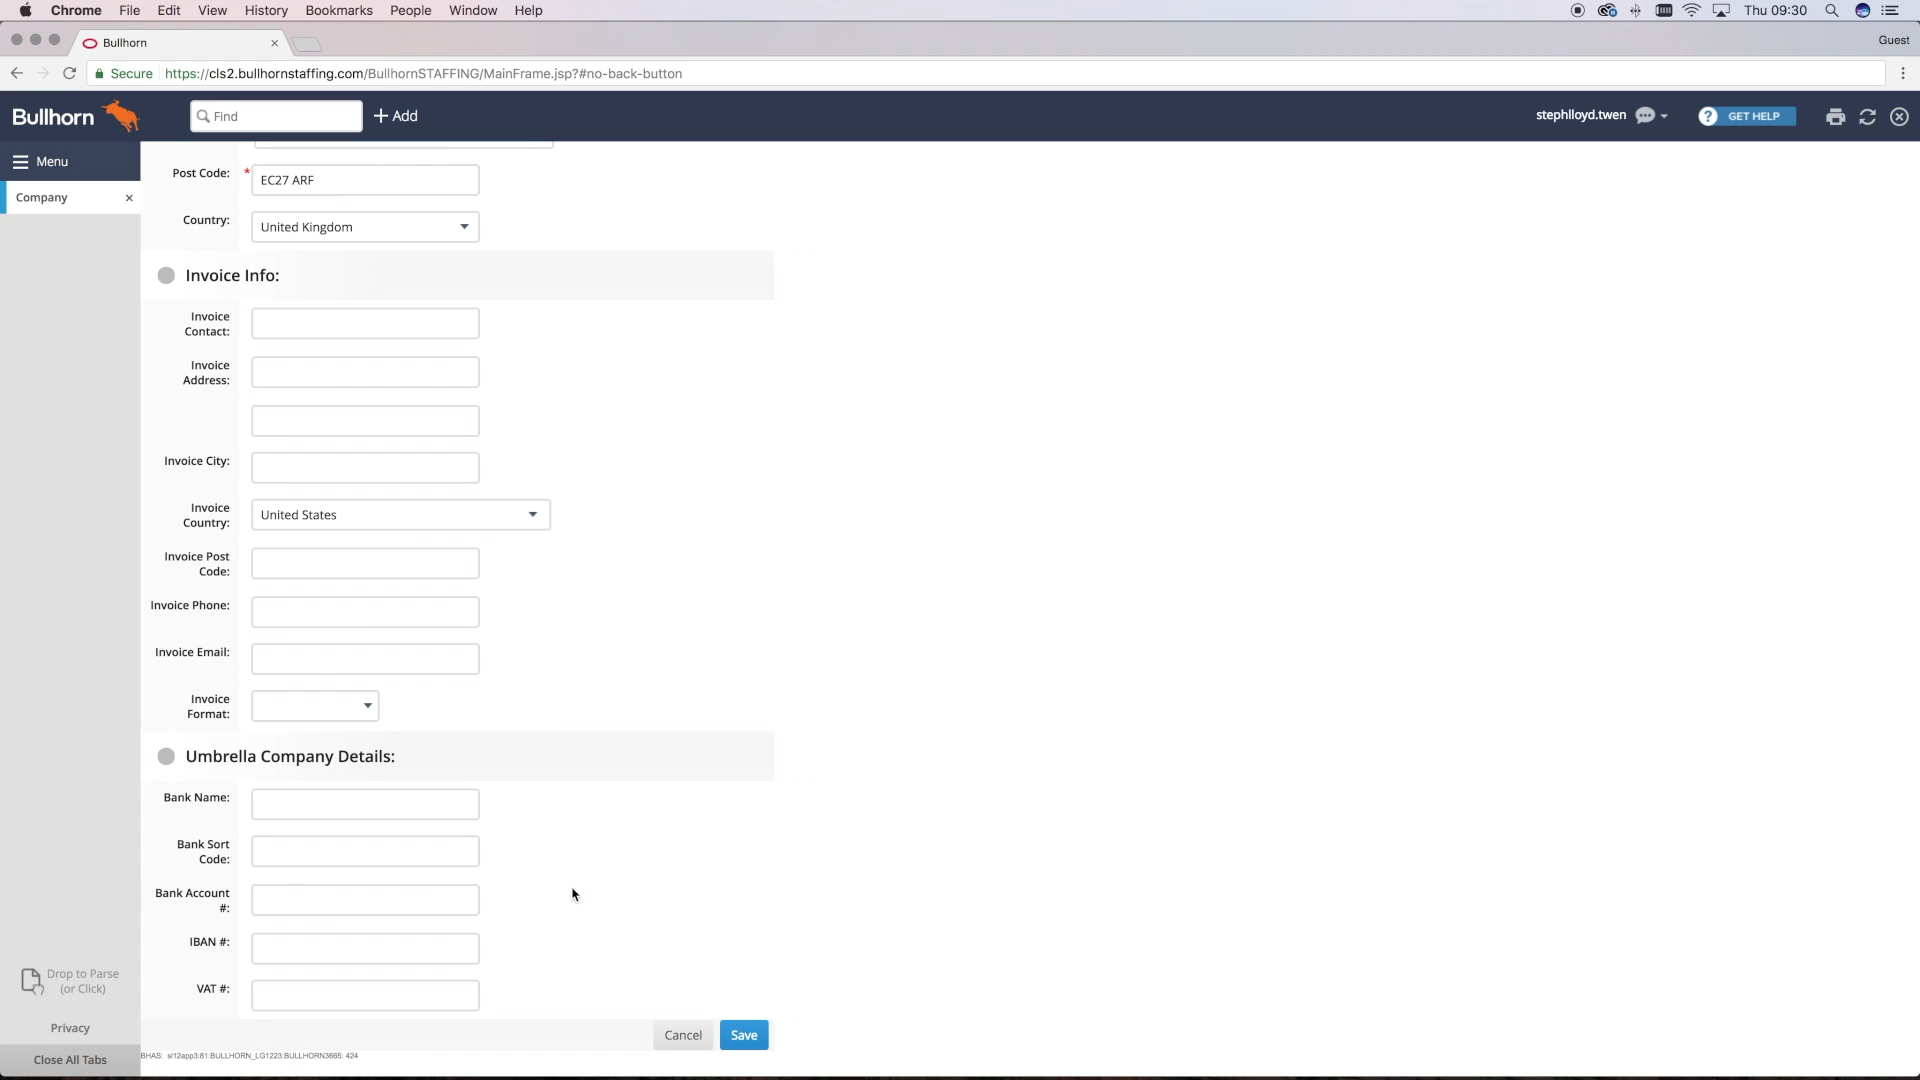 Chrome File Edit View History Bookmarks People Window Help Thu 09:30
Bullhorn Guest
Secure https://cls2.bullhornstaffing.com/BullhornSTAFFING/MainFrame.jsp?#no-back-button
Bullhorn Find + Add stephlloyd.twen ? GET HELP
Menu
Company
Post Code: * EC27 ARF
Country: United Kingdom
Invoice Info:
Invoice
Contact:
Invoice
Address:
Invoice City:
Invoice
Country:
United States
Invoice Post
Code:
Invoice Phone:
Invoice Email:
Invoice
Format:
Umbrella Company Details:
Bank Name:
Bank Sort
Code:
Bank Account
#:
IBAN #:
VAT #:
Drop to Parse
(or Click)
Privacy
Close All Tabs
Cancel Save
BHAS: sl12app3:81:BULLHORN_LG1223:BULLHORN3665: 424